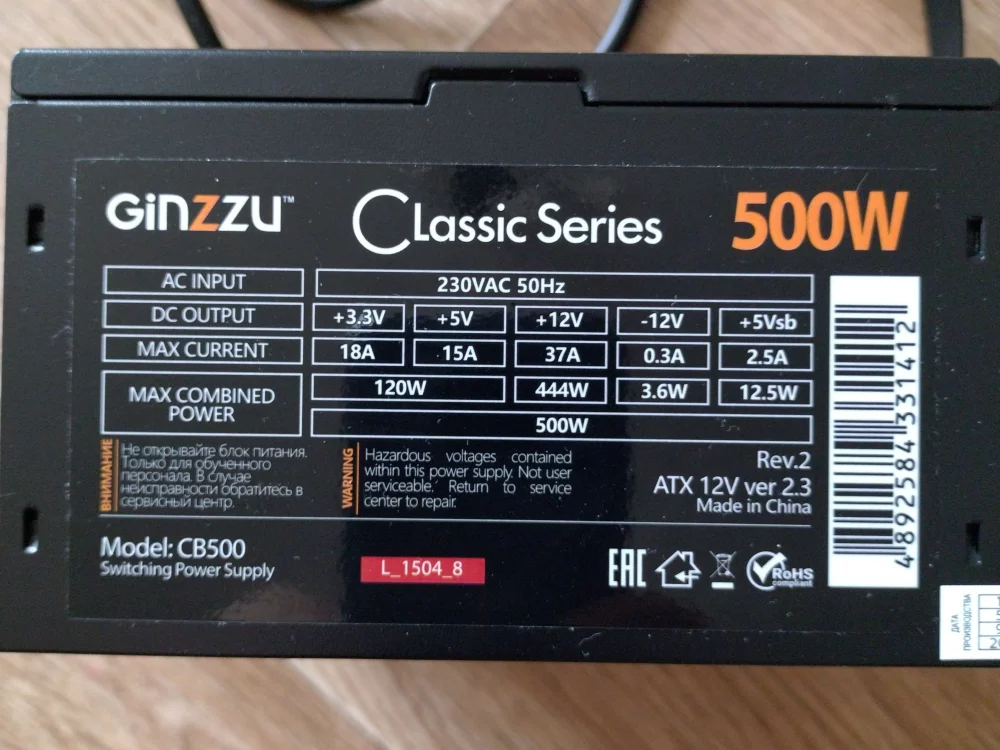 GiNZZU™
CLassic Series
500W
AC INPUT
230VAC 50Hz
DC OUTPUT
+3.3V
+5V
+12V
-12V
+5Vsb
MAX CURRENT
18A
15A
37A
0.3A
2.5A
MAX COMBINED
POWER
120W
444W
3.6W
12.5W
500W
ВНИМАНИЕ
Не открывайте блок питания.
Только для обученного
персонала. В случае
неисправности обратитесь в
сервисный центр.
WARNING
Hazardous voltages contained
within this power supply. Not user
serviceable. Return to service
center to repair.
Rev.2
ATX 12V ver 2.3
Made in China
Model: CB500
Switching Power Supply
L_1504_8
EAC
RoHS
compliant
4892584331412
ДАТА
ПРОИЗВОДСТВА